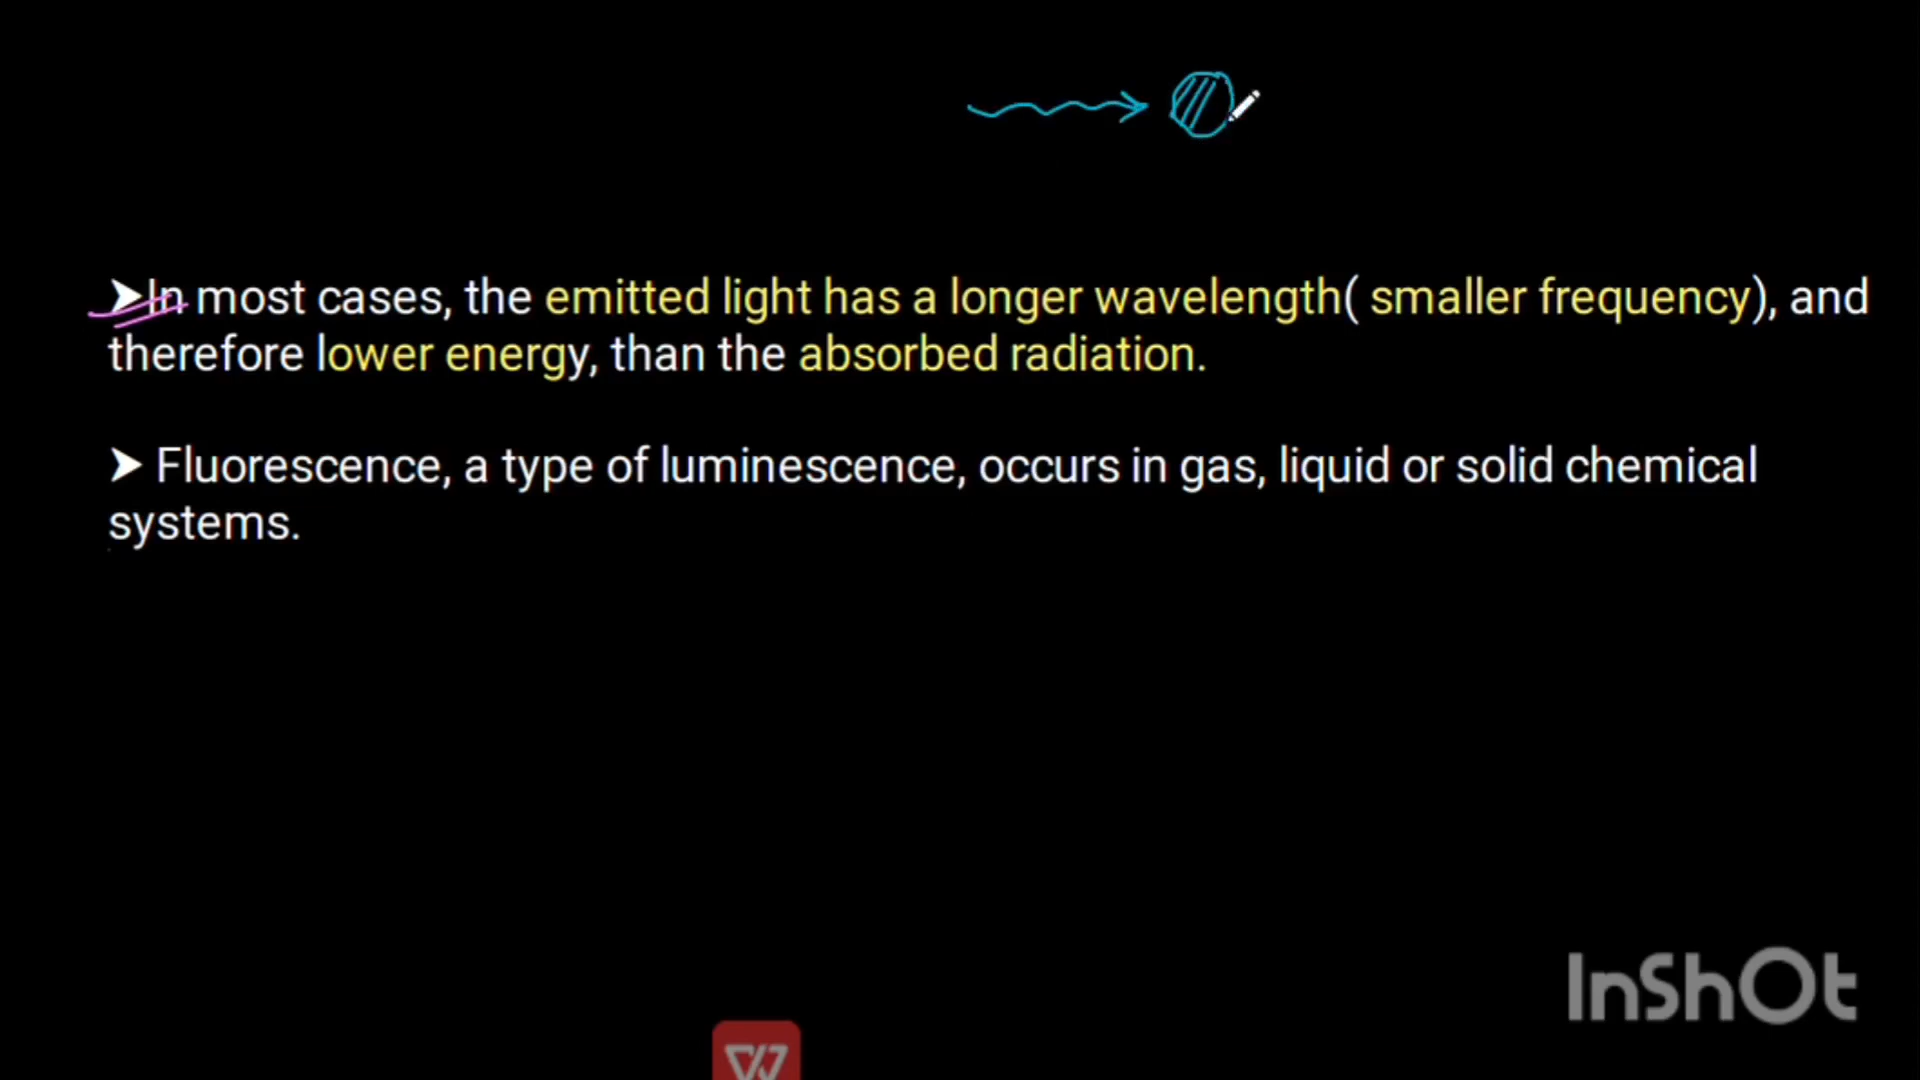 ➤In most cases, the emitted light has a longer wavelength( smaller frequency), and
therefore lower energy, than the absorbed radiation.
➤ Fluorescence, a type of luminescence, occurs in gas, liquid or solid chemical
systems.
InShOt